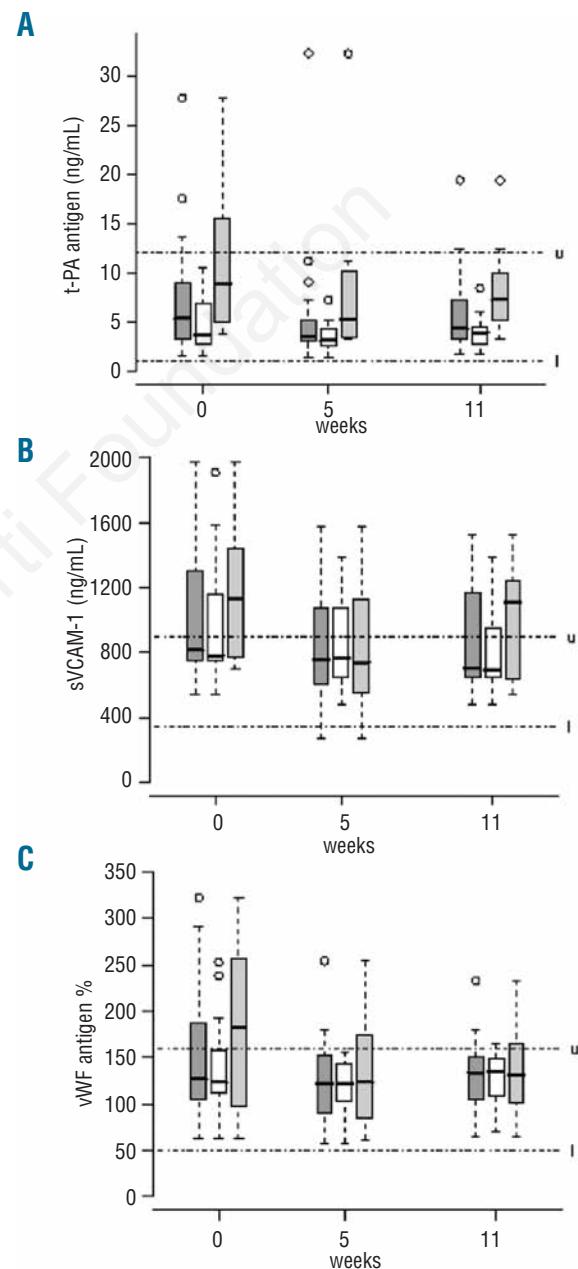 A
t-PA antigen (ng/mL)
30
25
20
15
10
5
0
u
l
0 5 11
weeks
B
sVCAM-1 (ng/mL)
2000
1600
1200
800
400
0
u
l
0 5 11
weeks
C
vWF antigen %
350
300
250
200
150
100
50
0
u
l
0 5 11
weeks
rti Foundation